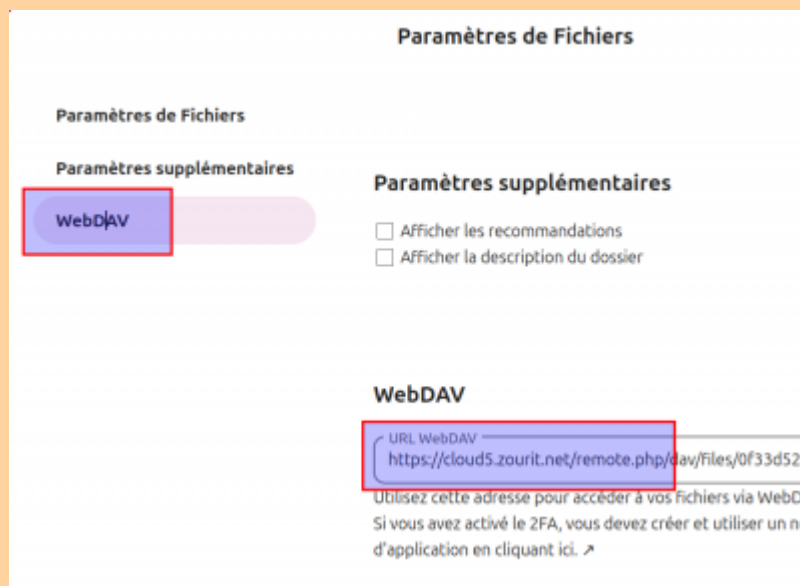 Paramètres de Fichiers
Paramètres de Fichiers
Paramètres supplémentaires
WebDAV
Paramètres supplémentaires
Afficher les recommandations
Afficher la description du dossier
WebDAV
URL WebDAV
https://cloud5.zourit.net/remote.php/dav/files/0f33d52
Utilisez cette adresse pour accéder à vos fichiers via WebD
Si vous avez activé le 2FA, vous devez créer et utiliser un n
d'application en cliquant ici. ↗